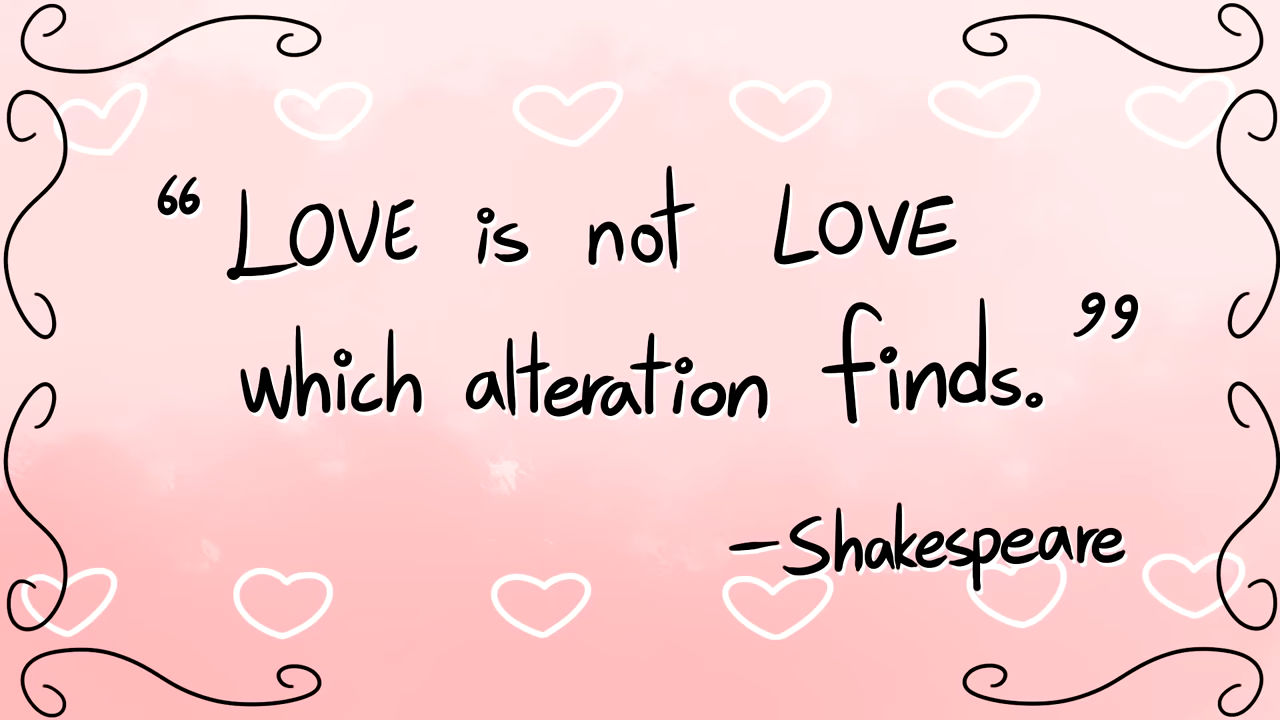 “LOVE is not LOVE
which alteration finds.”
–Shakespeare